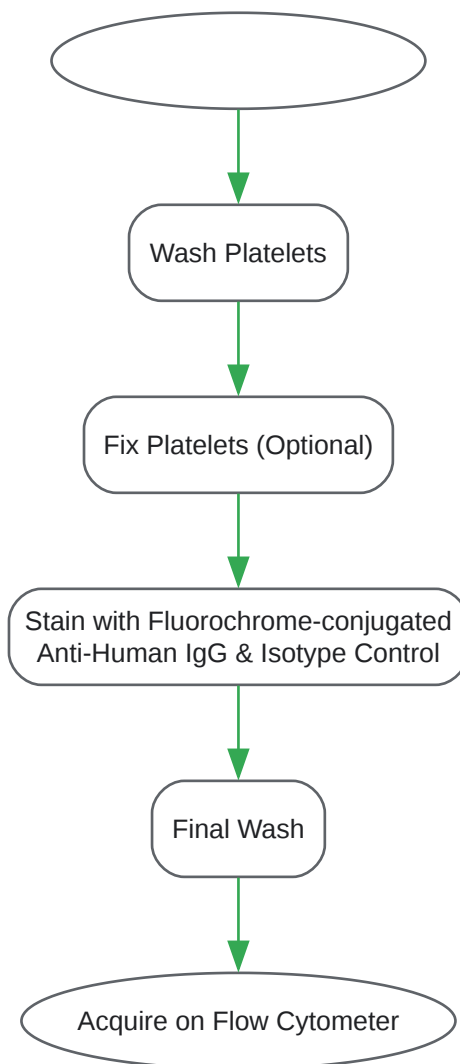 Wash Platelets
Fix Platelets (Optional)
Stain with Fluorochrome-conjugated
Anti-Human IgG & Isotype Control
Final Wash
Acquire on Flow Cytometer